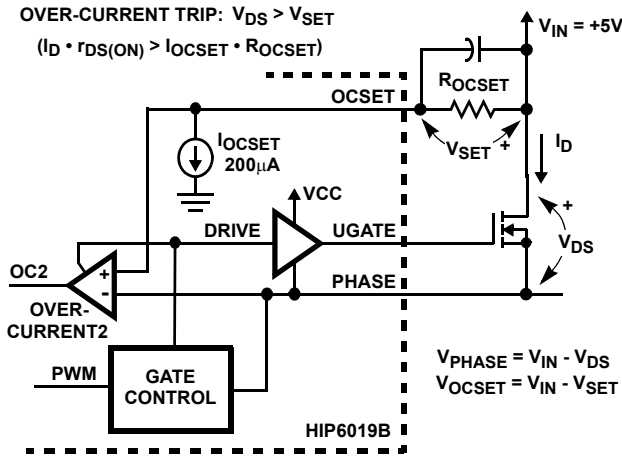 OVER-CURRENT TRIP: VDS > VSET
(ID • rDS(ON) > IOCSET • ROCSET)
VIN = +5V
ROCSET
OCSET
VSET +
ID
IOCSET
200µA
VCC
DRIVE
UGATE
+
VDS
OC2
+
-
PHASE
OVER-
CURRENT2
PWM
GATE
CONTROL
VPHASE = VIN - VDS
VOCSET = VIN - VSET
HIP6019B